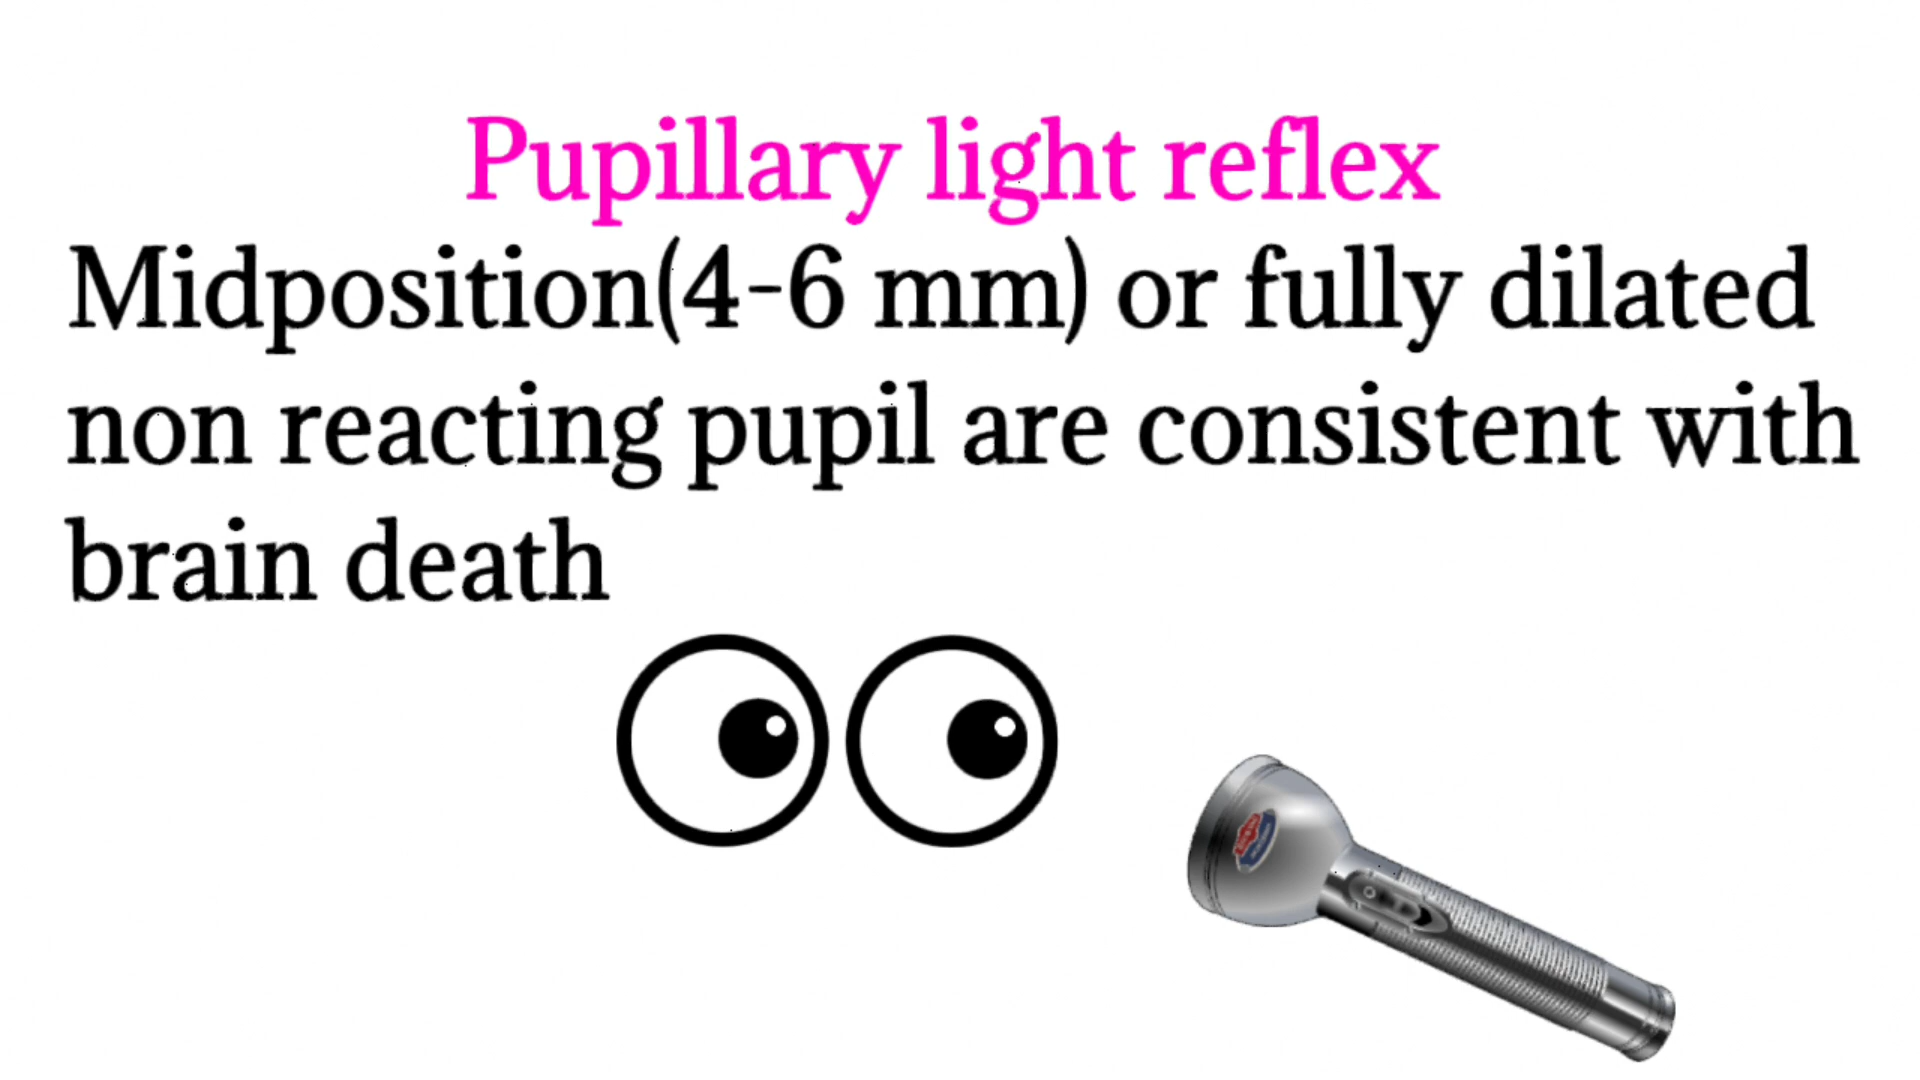 Pupillary light reflex
Midposition(4-6 mm) or fully dilated
non reacting pupil are consistent with
brain death